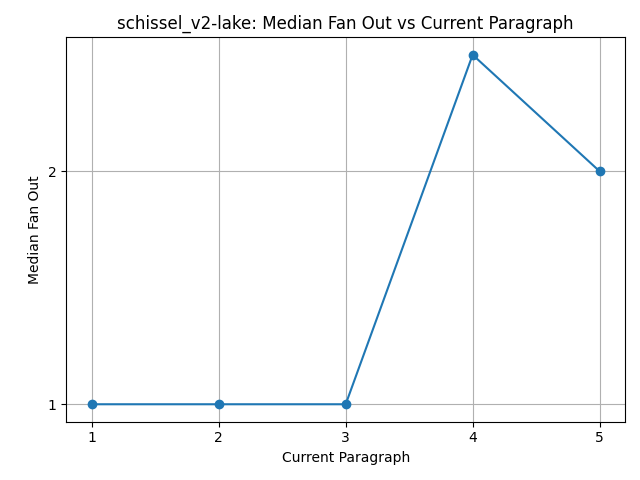 schissel_v2-lake: Median Fan Out vs Current Paragraph
Median Fan Out
2
1
1 2 3 4 5
Current Paragraph